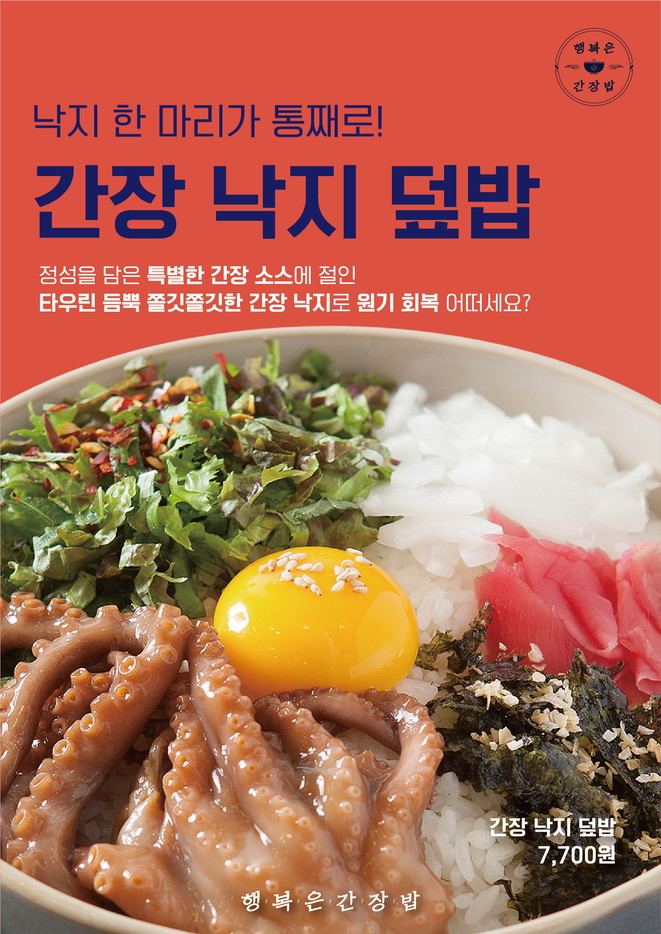 행복은
간장밥
낙지 한 마리가 통째로!
간장 낙지 덮밥
정성을 담은 특별한 간장 소스에 절인
타우린 듬뿍 쫄깃쫄깃한 간장 낙지로 원기 회복 어떠세요?
간장 낙지 덮밥
7,700원
행복은간장밥